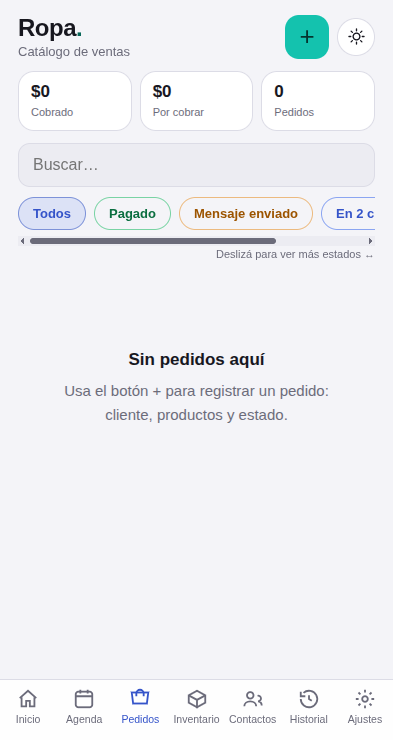 Ropa.
Catálogo de ventas
$0
Cobrado
$0
Por cobrar
0
Pedidos
Buscar…
Todos
Pagado
Mensaje enviado
En 2 c
Deslizá para ver más estados ↔
Sin pedidos aquí
Usa el botón + para registrar un pedido:
cliente, productos y estado.
Inicio
Agenda
Pedidos
Inventario
Contactos
Historial
Ajustes